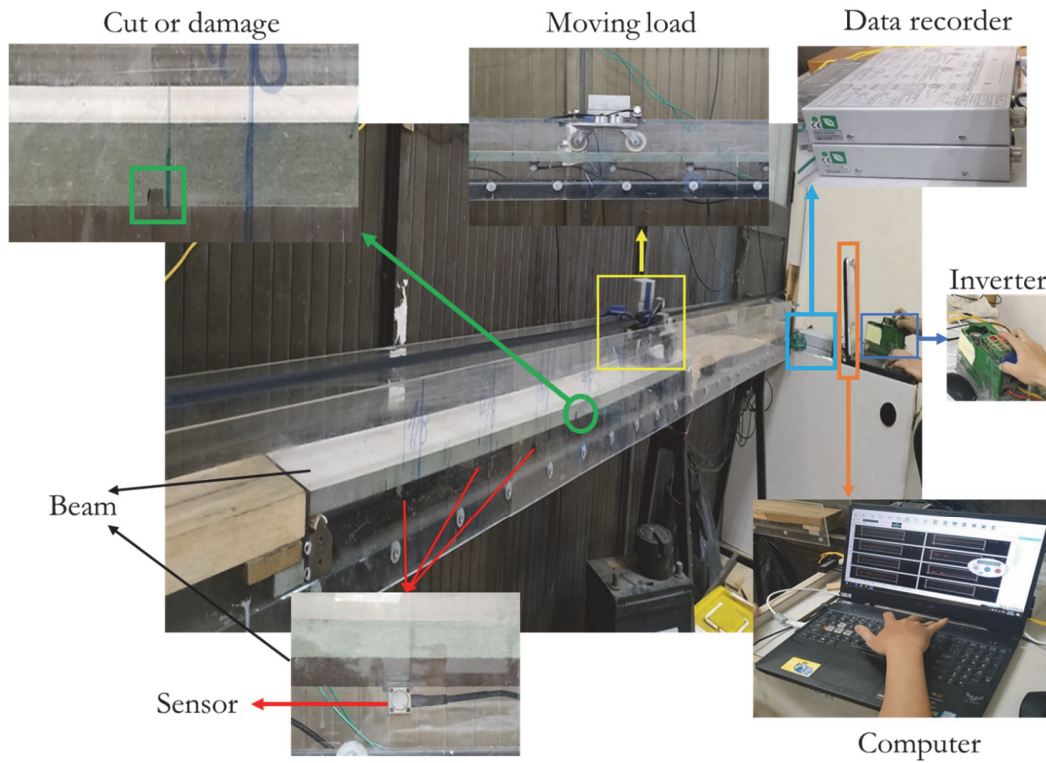 Cut or damage
Moving load
Data recorder
Inverter
Beam
Sensor
Computer